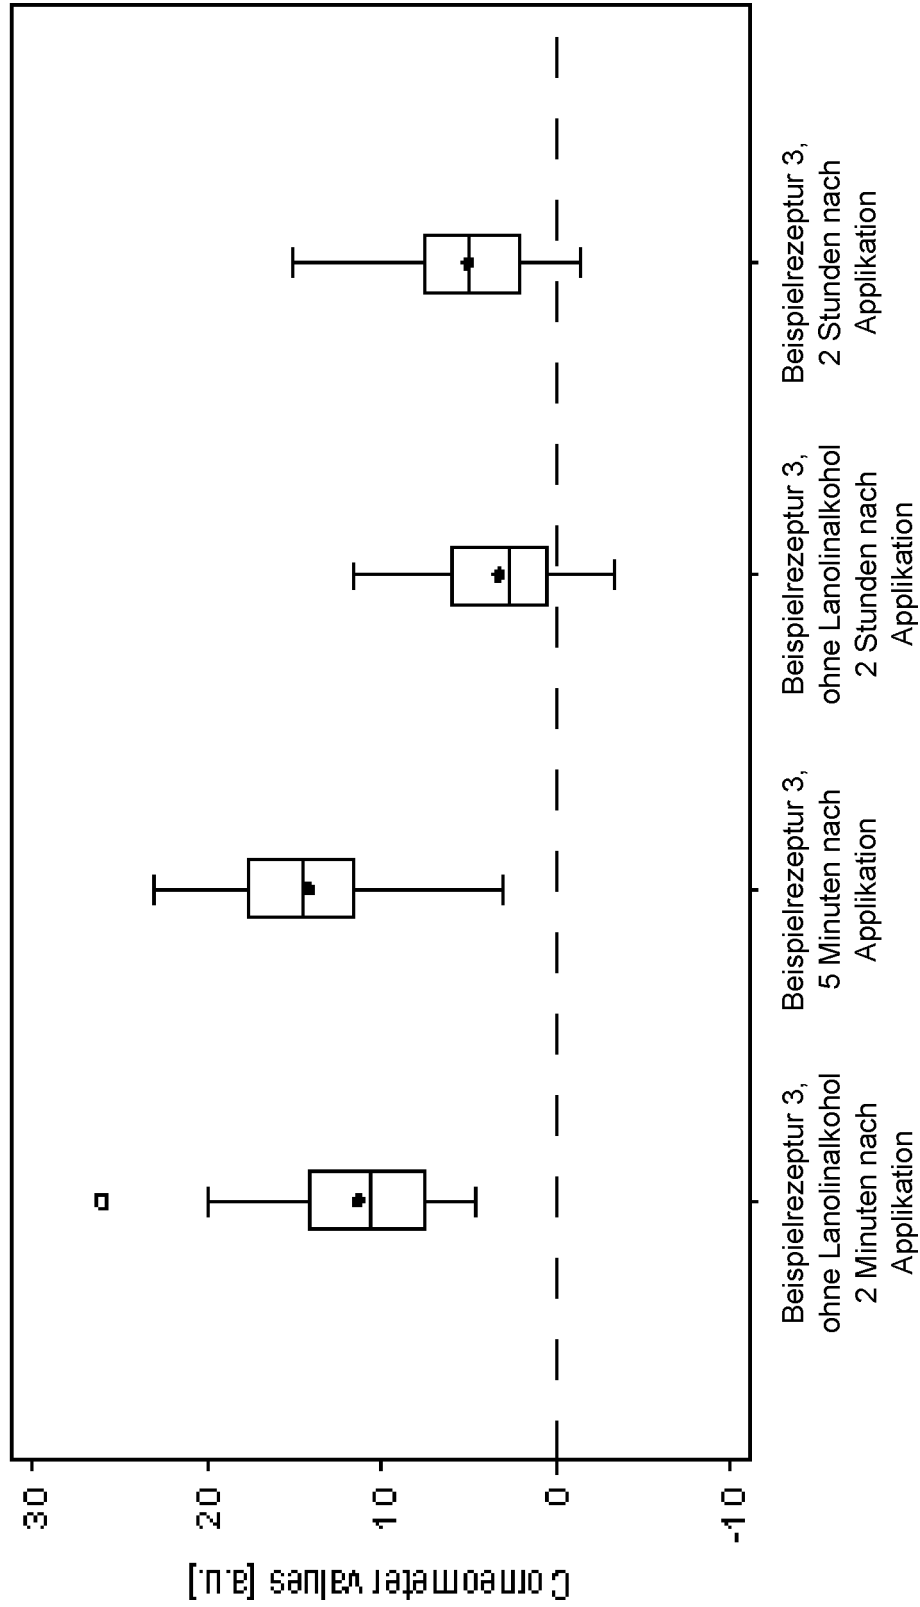 Corneometer values [a.u.]
30
20
10
0
-10
Beispielrezeptur 3,
ohne Lanolinalkohol
2 Minuten nach
Applikation
Beispielrezeptur 3,
5 Minuten nach
Applikation
Beispielrezeptur 3,
ohne Lanolinalkohol
2 Stunden nach
Applikation
Beispielrezeptur 3,
2 Stunden nach
Applikation